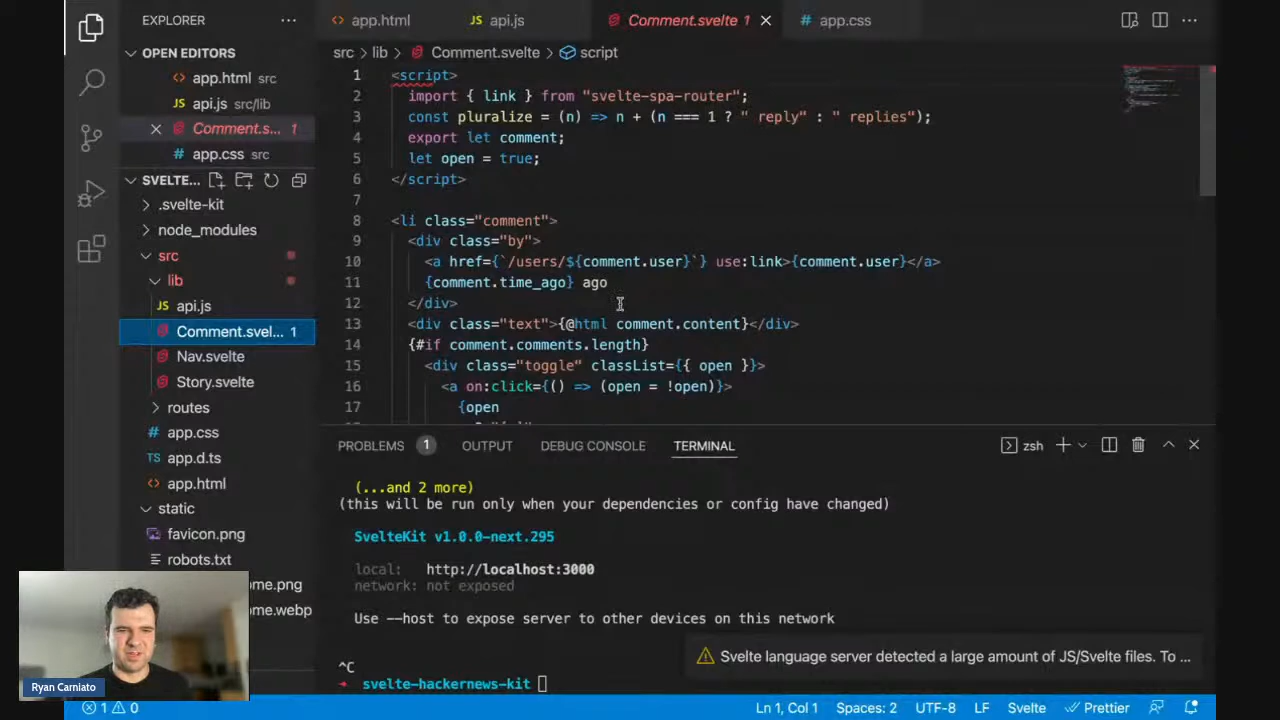 EXPLORER
OPEN EDITORS
app.html src
api.js src/lib
Comment.s... 1
app.css src
SVELTE...
.svelte-kit
node_modules
src
lib
api.js
Comment.svel... 1
Nav.svelte
Story.svelte
routes
app.css
app.d.ts
app.html
static
favicon.png
robots.txt
ome.png
ome.webp
Ryan Carniato
app.html
api.js
Comment.svelte 1
app.css
src > lib > Comment.svelte > script
1 <script>
2 import { link } from "svelte-spa-router";
3 const pluralize = (n) => n + (n === 1 ? " reply" : " replies");
4 export let comment;
5 let open = true;
6 </script>
7
8 <li class="comment">
9 <div class="by">
10 <a href={`/users/${comment.user}`} use:link>{comment.user}</a>
11 {comment.time_ago} ago
12 </div>
13 <div class="text">{@html comment.content}</div>
14 {#if comment.comments.length}
15 <div class="toggle" classList={{ open }}>
16 <a on:click={() => (open = !open)}>
17 {open
PROBLEMS 1 OUTPUT DEBUG CONSOLE TERMINAL
zsh
(...and 2 more)
(this will be run only when your dependencies or config have changed)
SvelteKit v1.0.0-next.295
local: http://localhost:3000
network: not exposed
Use --host to expose server to other devices on this network
^C
svelte-hackernews-kit
Svelte language server detected a large amount of JS/Svelte files. To ...
1 0
Ln 1, Col 1 Spaces: 2 UTF-8 LF Svelte Prettier